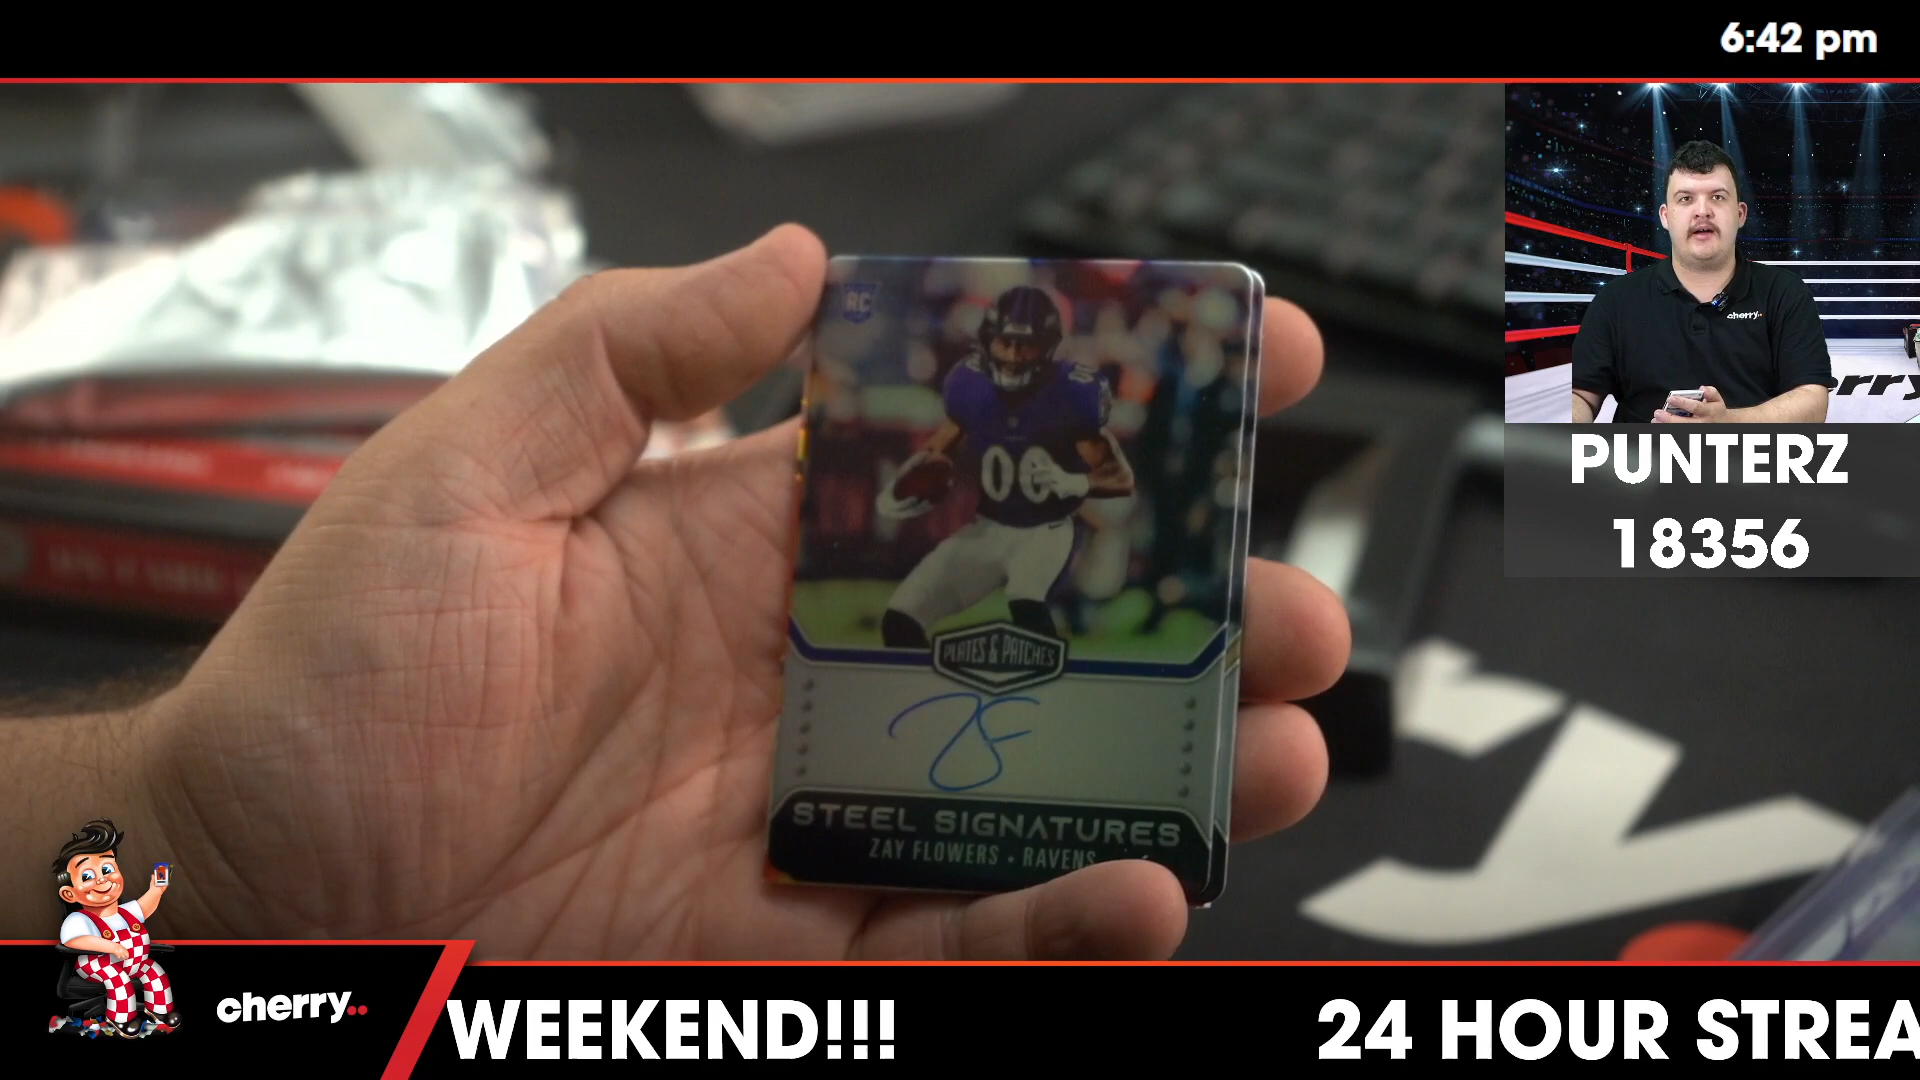 6:42 pm
cherry..
PUNTERZ
18356
RC
00
PLATES & PATCHES
STEEL SIGNATURES
ZAY FLOWERS • RAVENS
cherry..
WEEKEND!!!
24 HOUR STREA